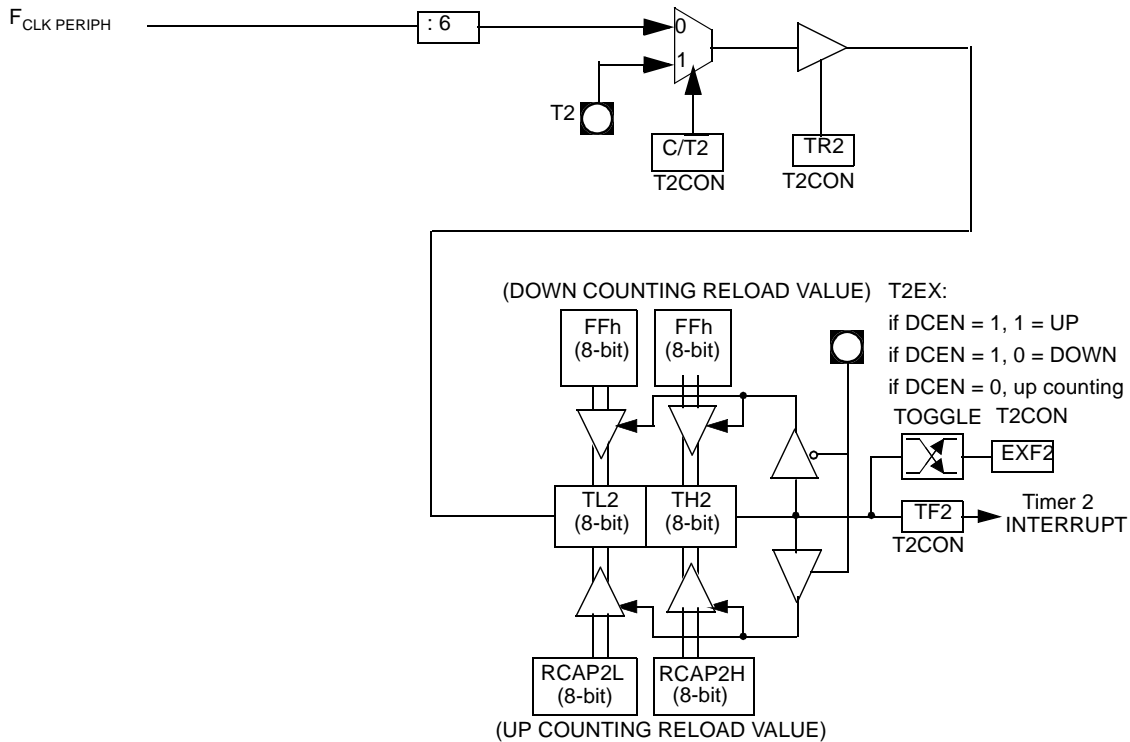 FCLK PERIPH
: 6
0
1
T2
C/T2
T2CON
TR2
T2CON
(DOWN COUNTING RELOAD VALUE)
T2EX:
if DCEN = 1, 1 = UP
if DCEN = 1, 0 = DOWN
if DCEN = 0, up counting
FFh
(8-bit)
FFh
(8-bit)
TOGGLE
T2CON
EXF2
TL2
(8-bit)
TH2
(8-bit)
TF2
T2CON
Timer 2
INTERRUPT
RCAP2L
(8-bit)
RCAP2H
(8-bit)
(UP COUNTING RELOAD VALUE)